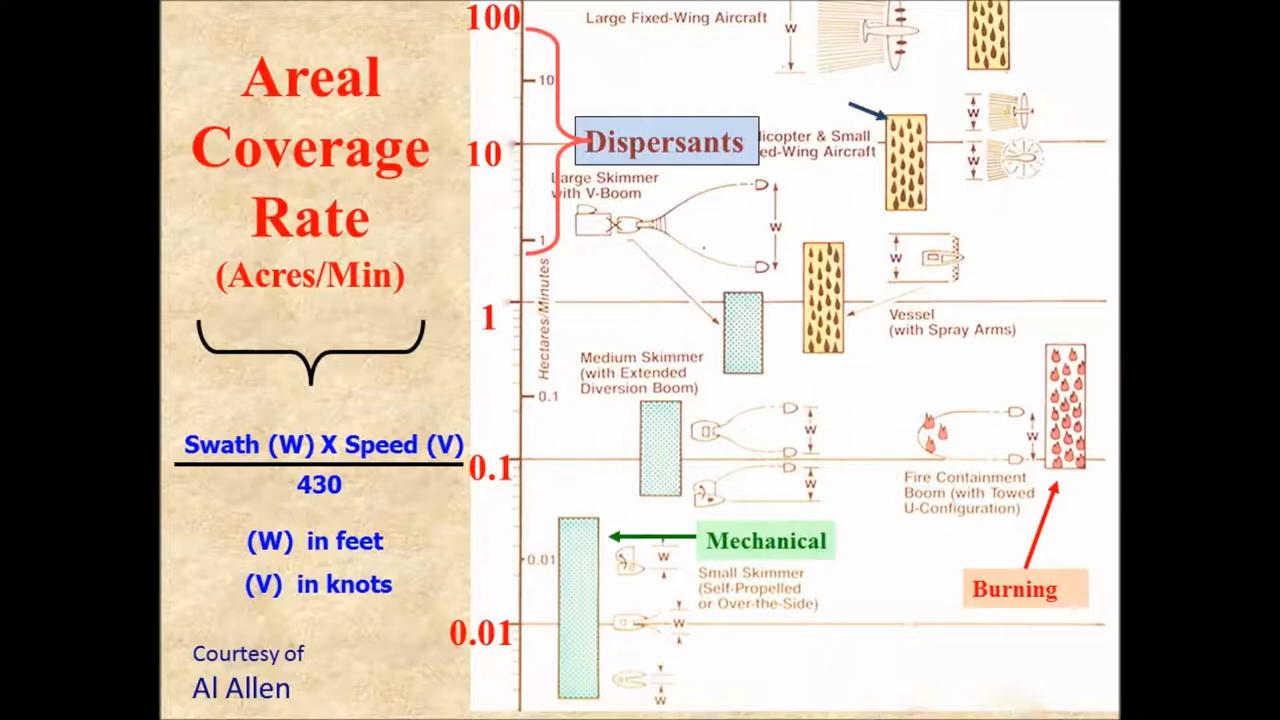 Areal
Coverage
Rate
(Acres/Min)
Swath (W) X Speed (V)
430
(W) in feet
(V) in knots
Courtesy of
Al Allen
100
10
1
0.1
0.01
10
1
0.1
0.01
Hectares/Minutes
Large Fixed-Wing Aircraft
W
Dispersants
licopter & Small
ed-Wing Aircraft
W
W
Large Skimmer
with V-Boom
W
W
Vessel
(with Spray Arms)
Medium Skimmer
(with Extended
Diversion Boom)
W
W
W
Fire Containment
Boom (with Towed
U-Configuration)
Mechanical
W
Small Skimmer
(Self-Propelled
or Over-the-Side)
W
W
Burning